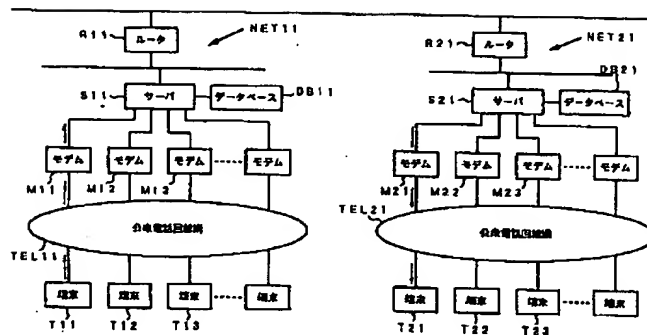 R11 ルータ NET11 R21 ルータ NET21
DB21
S11 サーバ データベース DB11 S21 サーバ データベース
モデム モデム モデム モデム モデム モデム モデム モデム
M11 M12 M13 M21 M22 M23
公衆電話回線網 公衆電話回線網
TEL11 TEL21
端末 端末 端末 端末 端末 端末 端末 端末
T11 T12 T13 T21 T22 T23